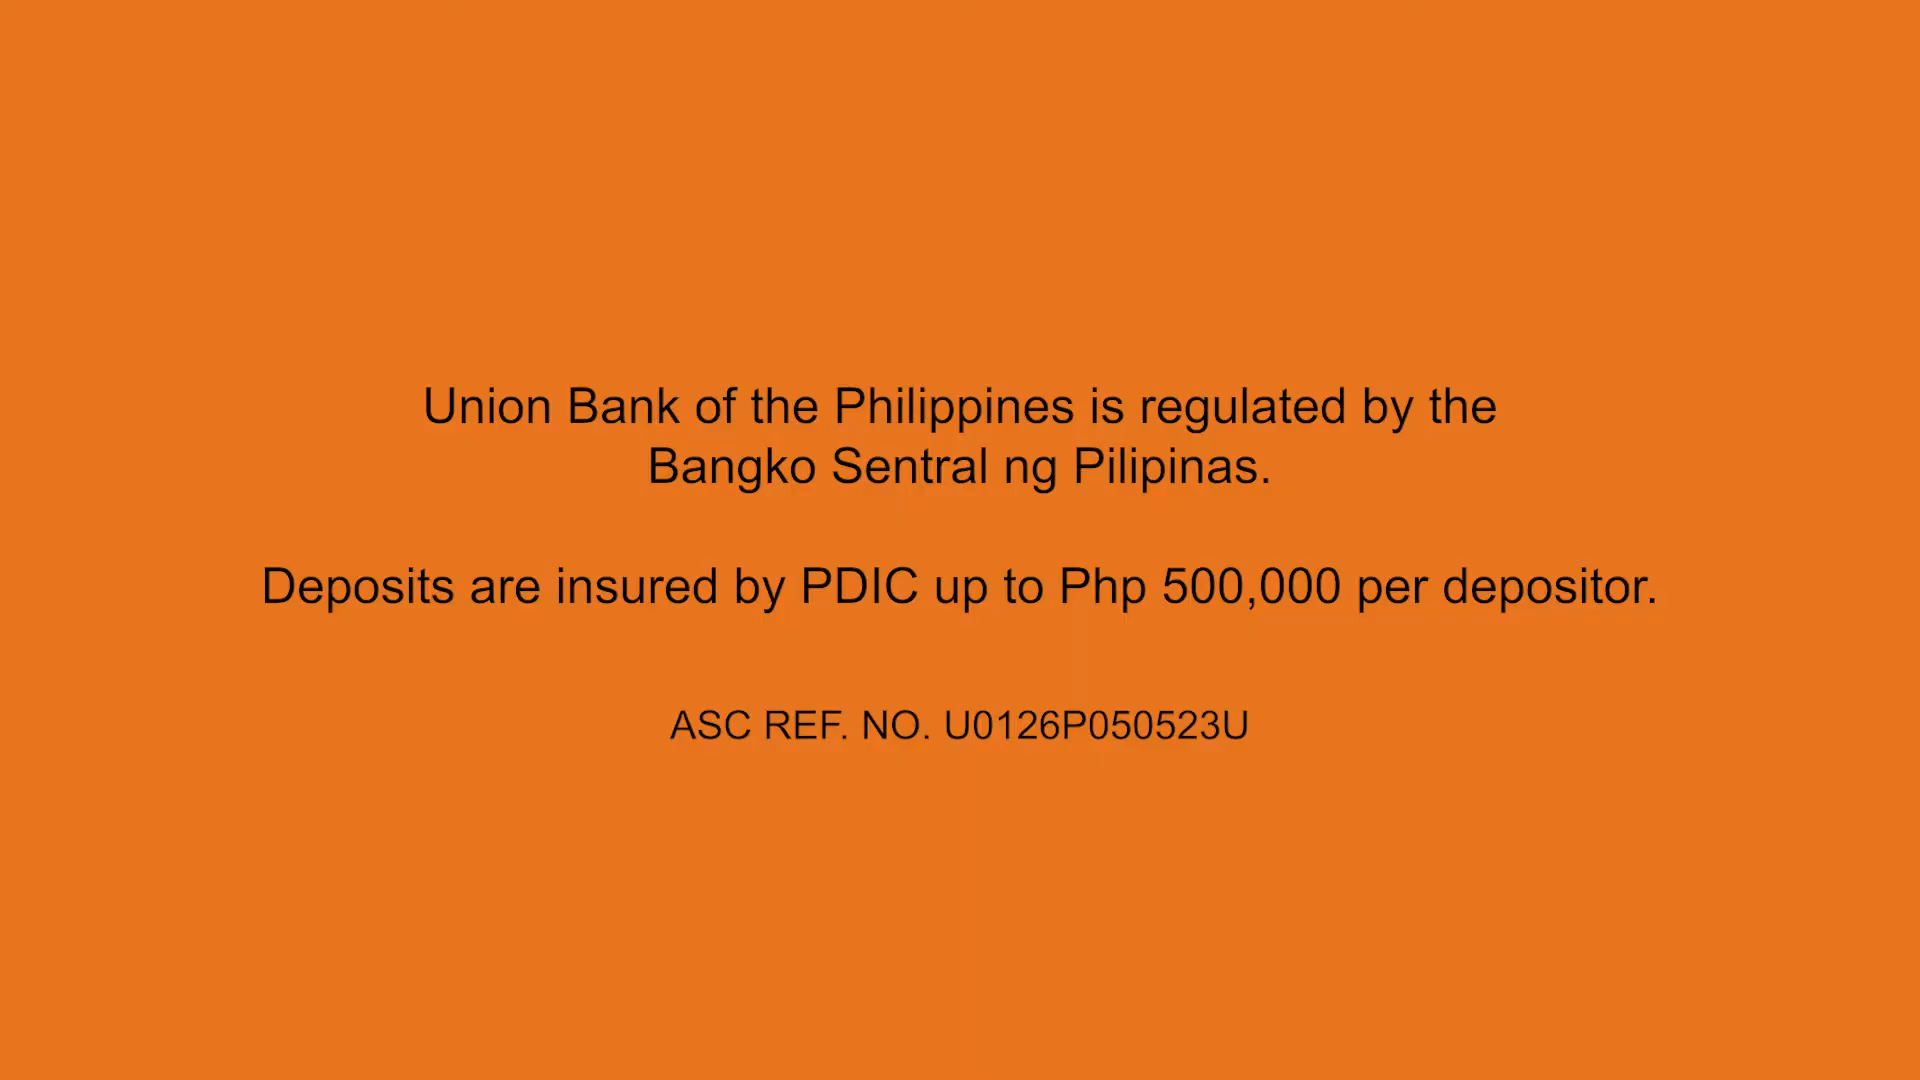 Union Bank of the Philippines is regulated by the
Bangko Sentral ng Pilipinas.
Deposits are insured by PDIC up to Php 500,000 per depositor.
ASC REF. NO. U0126P050523U